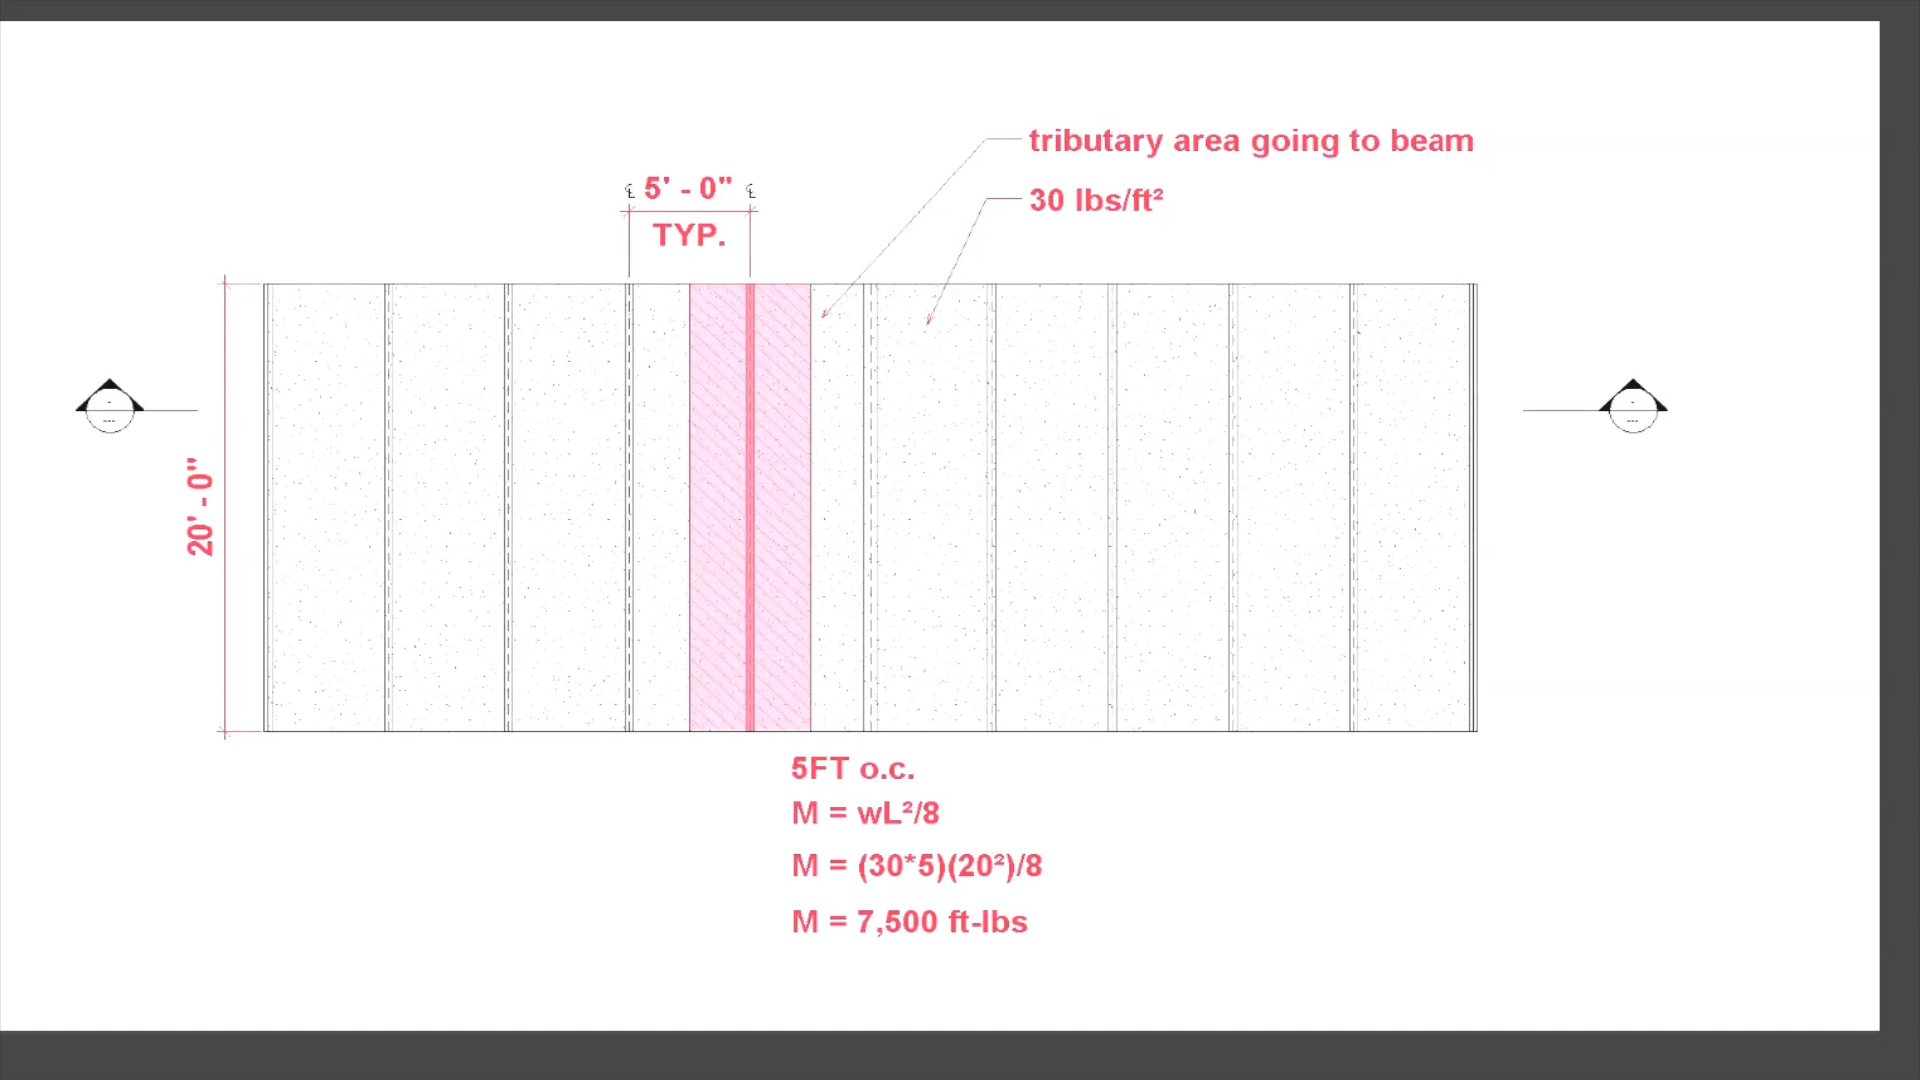 tributary area going to beam
30 lbs/ft²
℄ 5' - 0" ℄
TYP.
20' - 0"
-
---
-
---
5FT o.c.
M = wL²/8
M = (30*5)(20²)/8
M = 7,500 ft-lbs